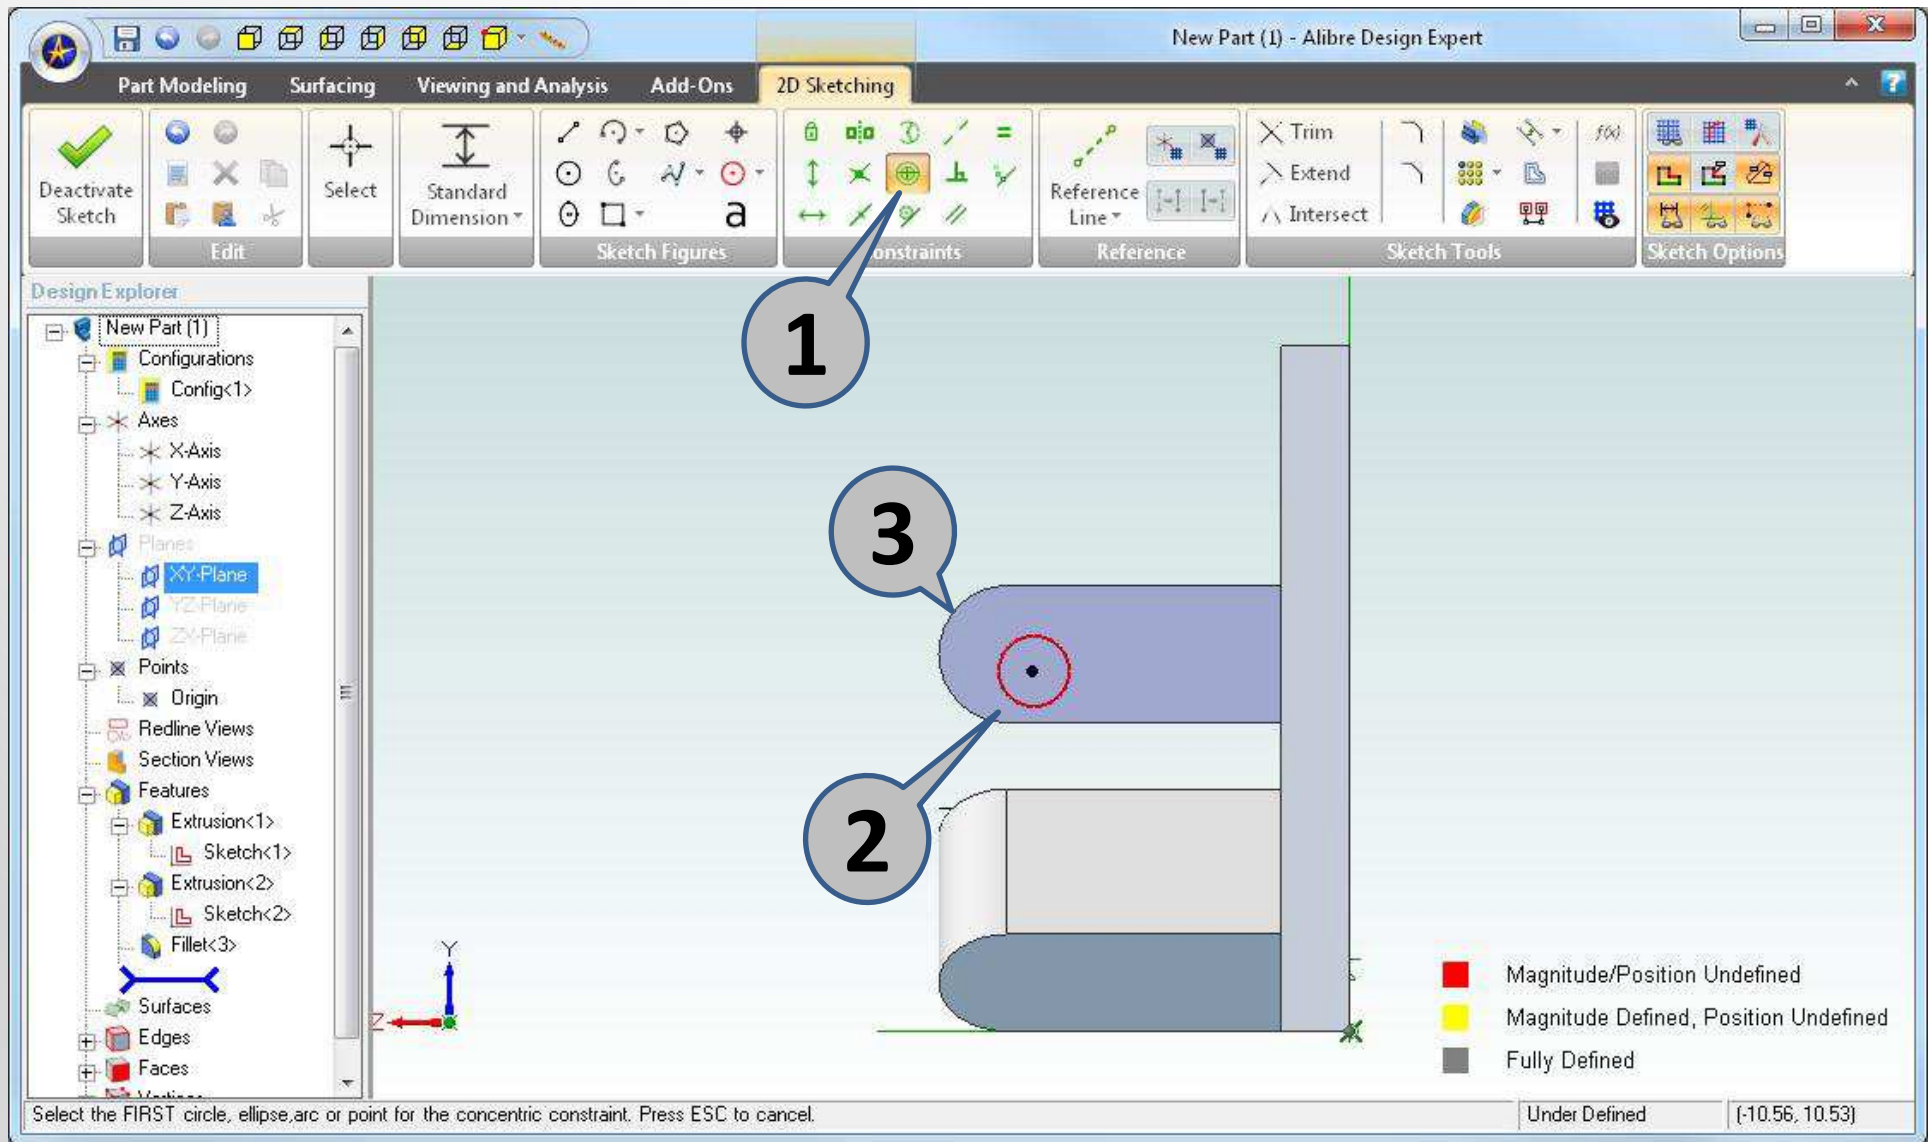 New Part (1) - Alibre Design Expert
Part Modeling
Surfacing
Viewing and Analysis
Add-Ons
2D Sketching
Deactivate
Sketch
Edit
Select
Standard
Dimension
a
Sketch Figures
onstraints
Reference
Line
Reference
Trim
Extend
Intersect
f(x)
Sketch Tools
Sketch Options
Design Explorer
New Part (1)
Configurations
Config<1>
Axes
X-Axis
Y-Axis
Z-Axis
Planes
XY-Plane
YZ-Plane
ZX-Plane
Points
Origin
Redline Views
Section Views
Features
Extrusion<1>
Sketch<1>
Extrusion<2>
Sketch<2>
Fillet<3>
Surfaces
Edges
Faces
Vertices
1
3
2
Y
Z
Magnitude/Position Undefined
Magnitude Defined, Position Undefined
Fully Defined
Select the FIRST circle, ellipse,arc or point for the concentric constraint. Press ESC to cancel.
Under Defined
(-10.56, 10.53)